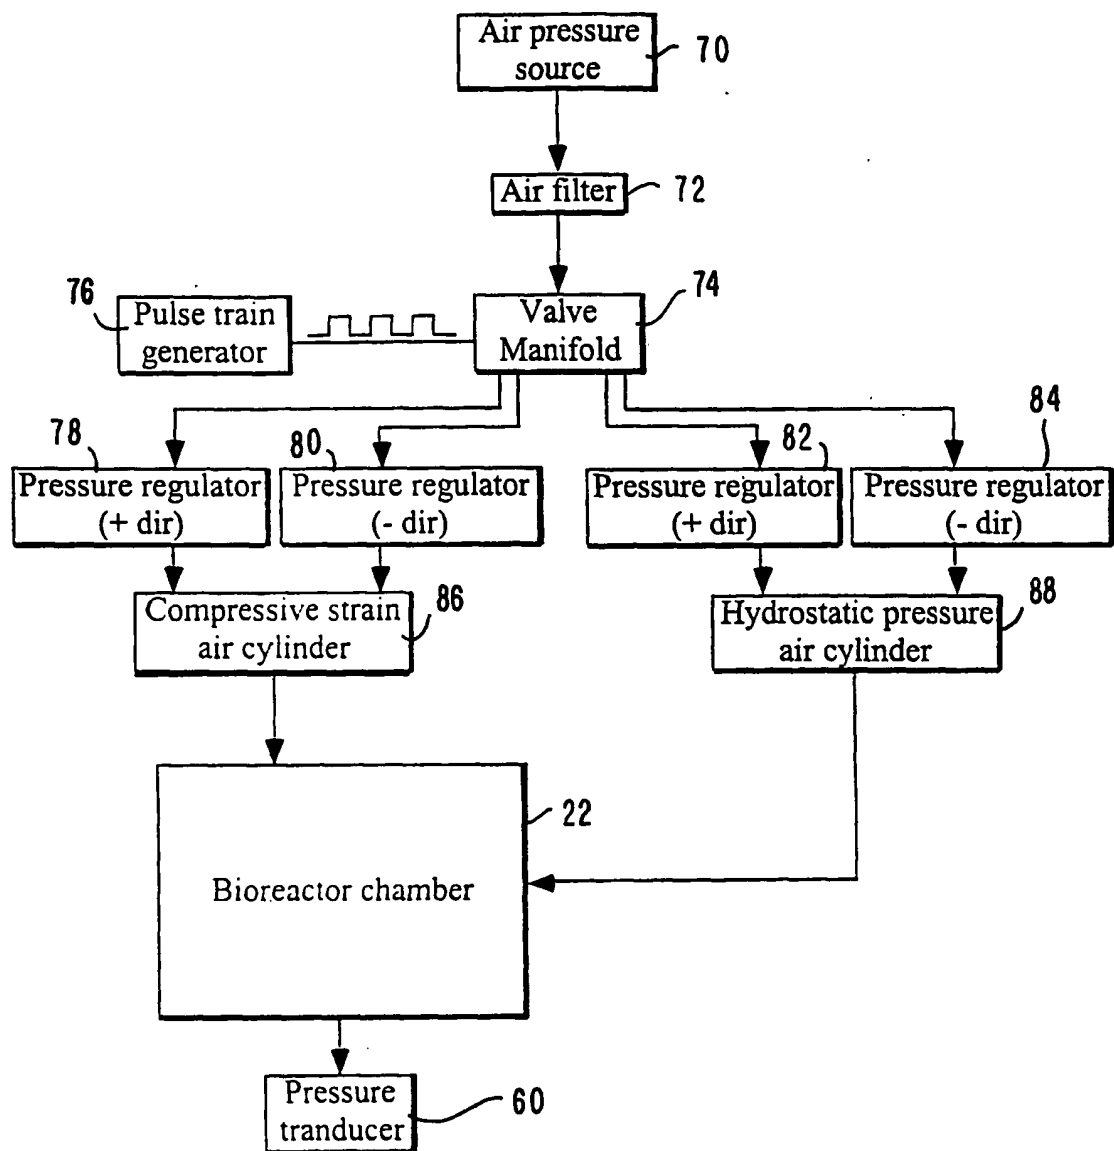 Air pressure
source
70
Air filter
72
76
Pulse train
generator
Valve
Manifold
74
78
Pressure regulator
(+ dir)
80
Pressure regulator
(- dir)
82
Pressure regulator
(+ dir)
84
Pressure regulator
(- dir)
Compressive strain
air cylinder
86
Hydrostatic pressure
air cylinder
88
Bioreactor chamber
22
Pressure
tranducer
60